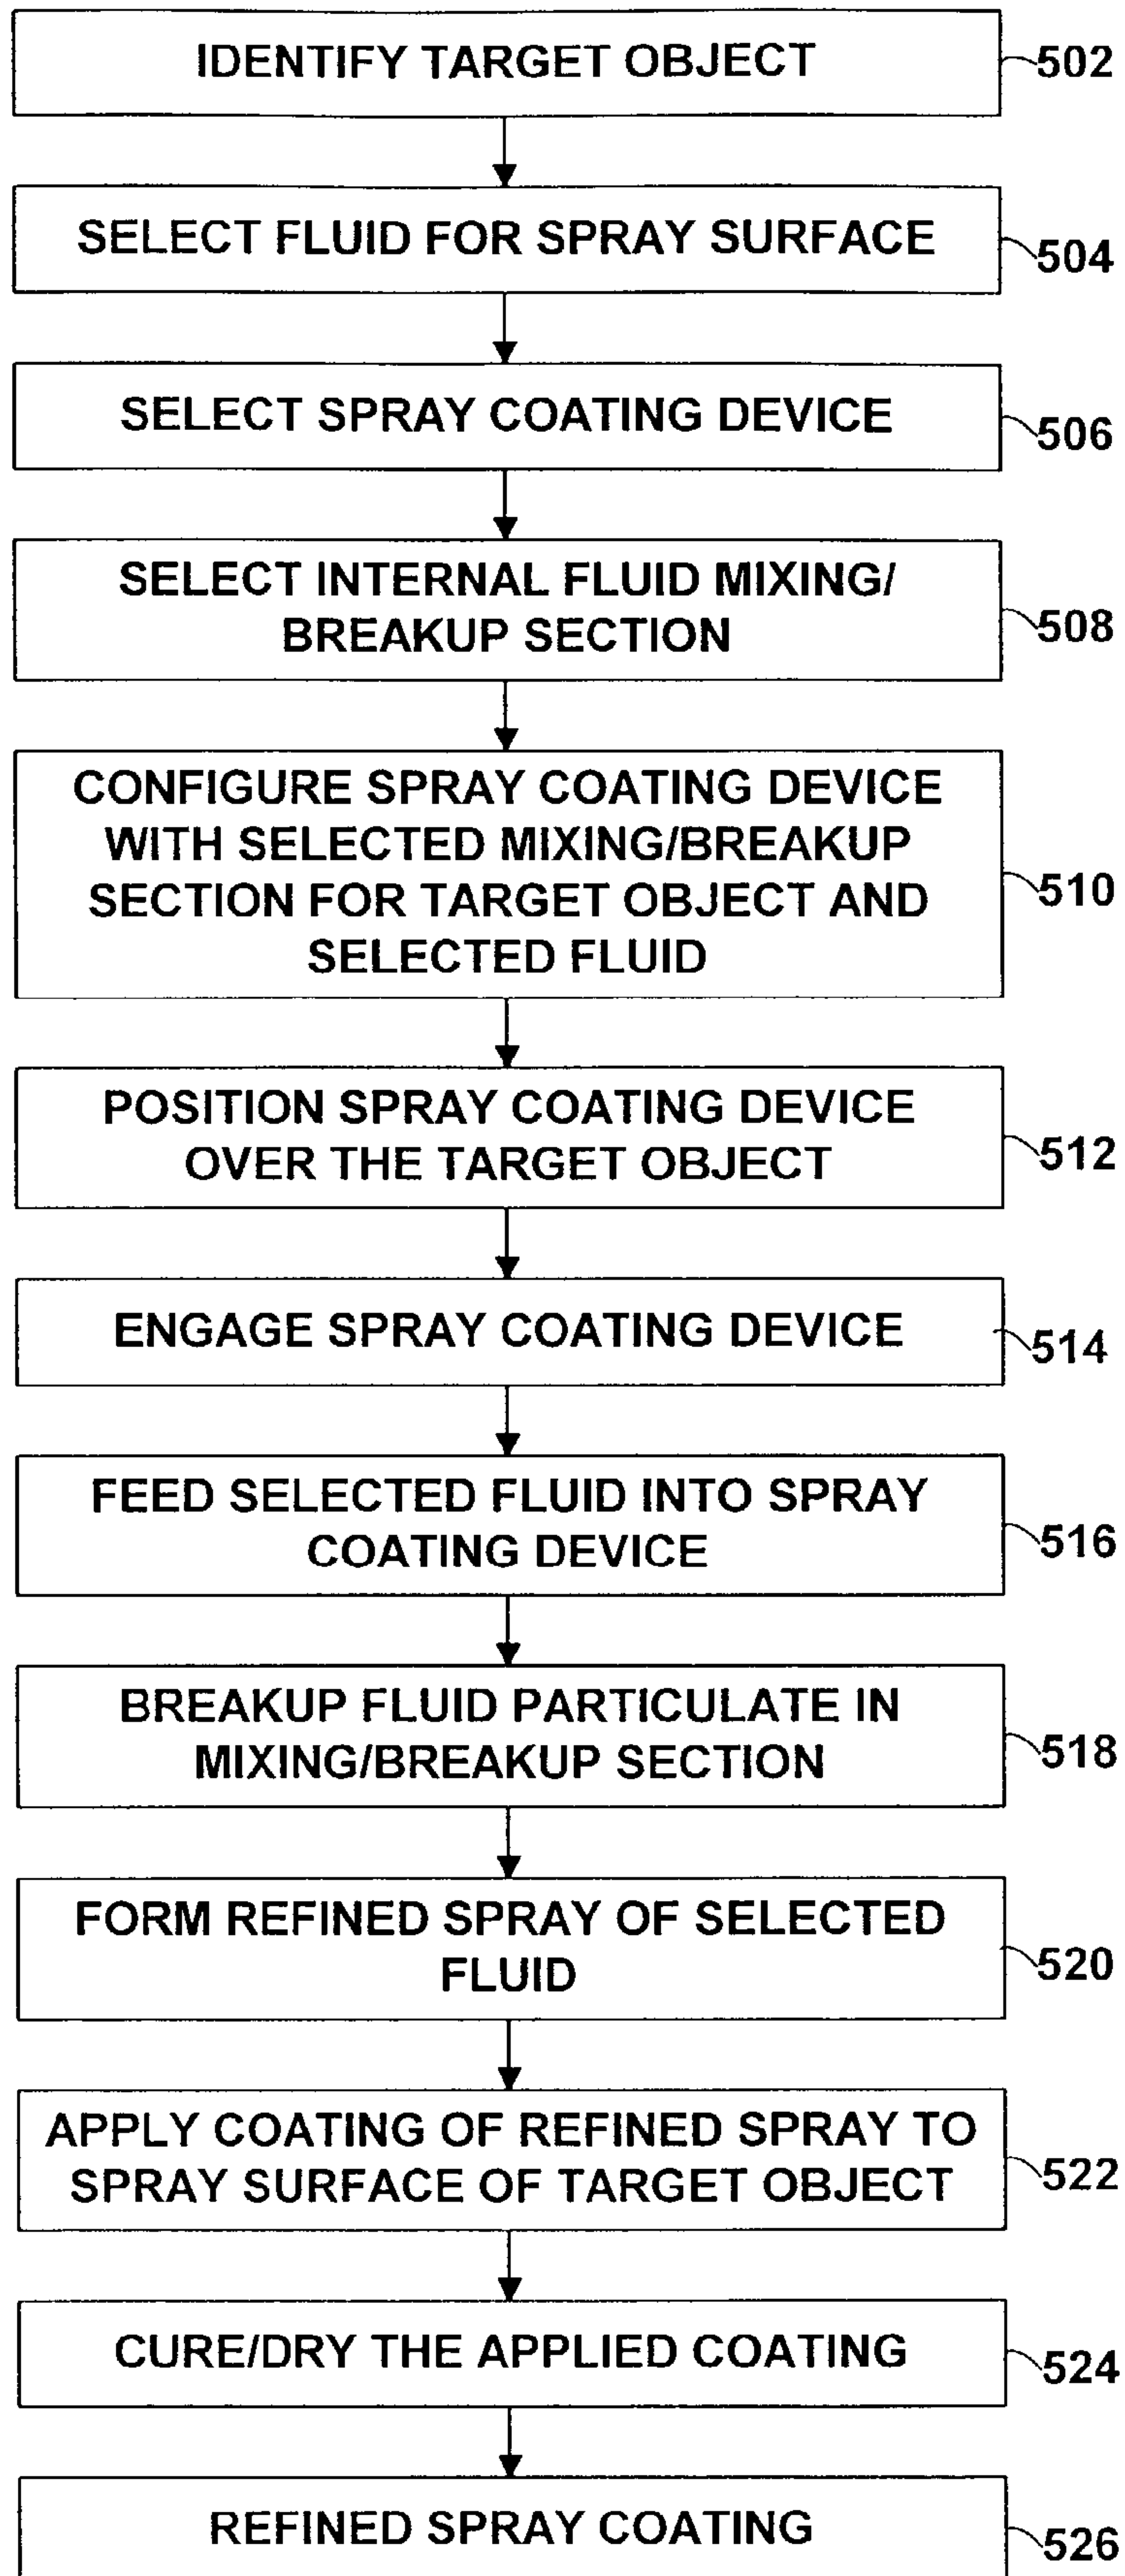 IDENTIFY TARGET OBJECT
502
SELECT FLUID FOR SPRAY SURFACE
504
SELECT SPRAY COATING DEVICE
506
SELECT INTERNAL FLUID MIXING/
BREAKUP SECTION
508
CONFIGURE SPRAY COATING DEVICE
WITH SELECTED MIXING/BREAKUP
SECTION FOR TARGET OBJECT AND
SELECTED FLUID
510
POSITION SPRAY COATING DEVICE
OVER THE TARGET OBJECT
512
ENGAGE SPRAY COATING DEVICE
514
FEED SELECTED FLUID INTO SPRAY
COATING DEVICE
516
BREAKUP FLUID PARTICULATE IN
MIXING/BREAKUP SECTION
518
FORM REFINED SPRAY OF SELECTED
FLUID
520
APPLY COATING OF REFINED SPRAY TO
SPRAY SURFACE OF TARGET OBJECT
522
CURE/DRY THE APPLIED COATING
524
REFINED SPRAY COATING
526